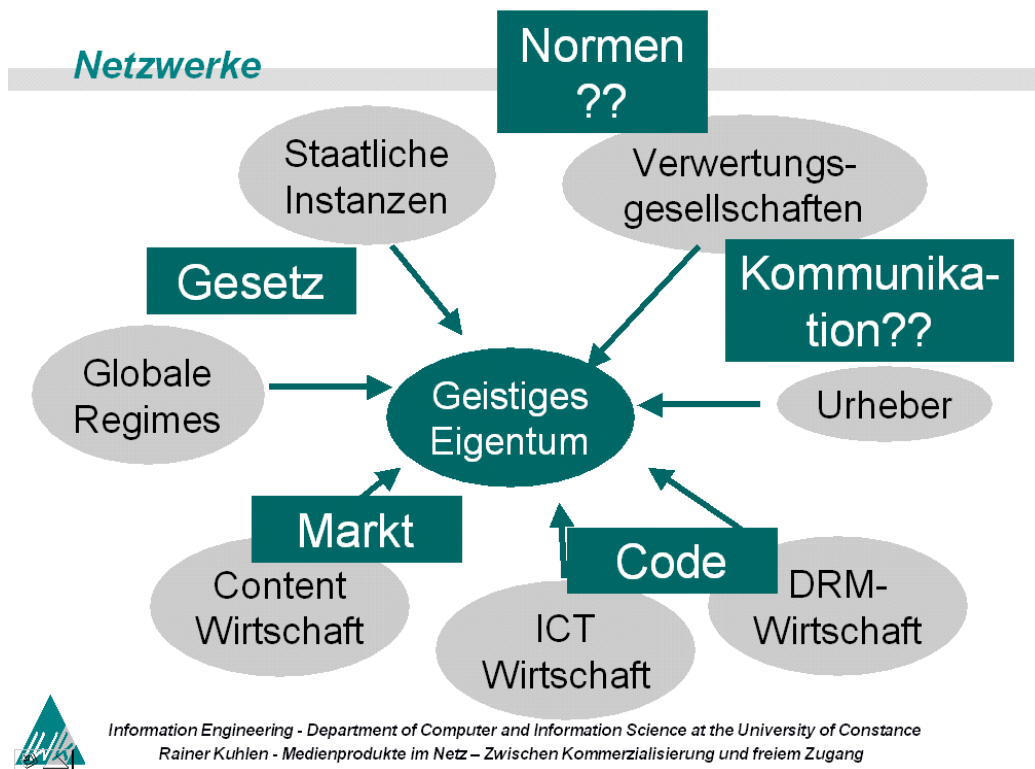 Netzwerke
Normen
??
Staatliche
Instanzen
Verwertungs-
gesellschaften
Gesetz
Kommunika-
tion??
Globale
Regimes
Geistiges
Eigentum
Urheber
Markt
Code
Content
Wirtschaft
ICT
Wirtschaft
DRM-
Wirtschaft
Information Engineering - Department of Computer and Information Science at the University of Constance
Rainer Kuhlen - Medienprodukte im Netz – Zwischen Kommerzialisierung und freiem Zugang